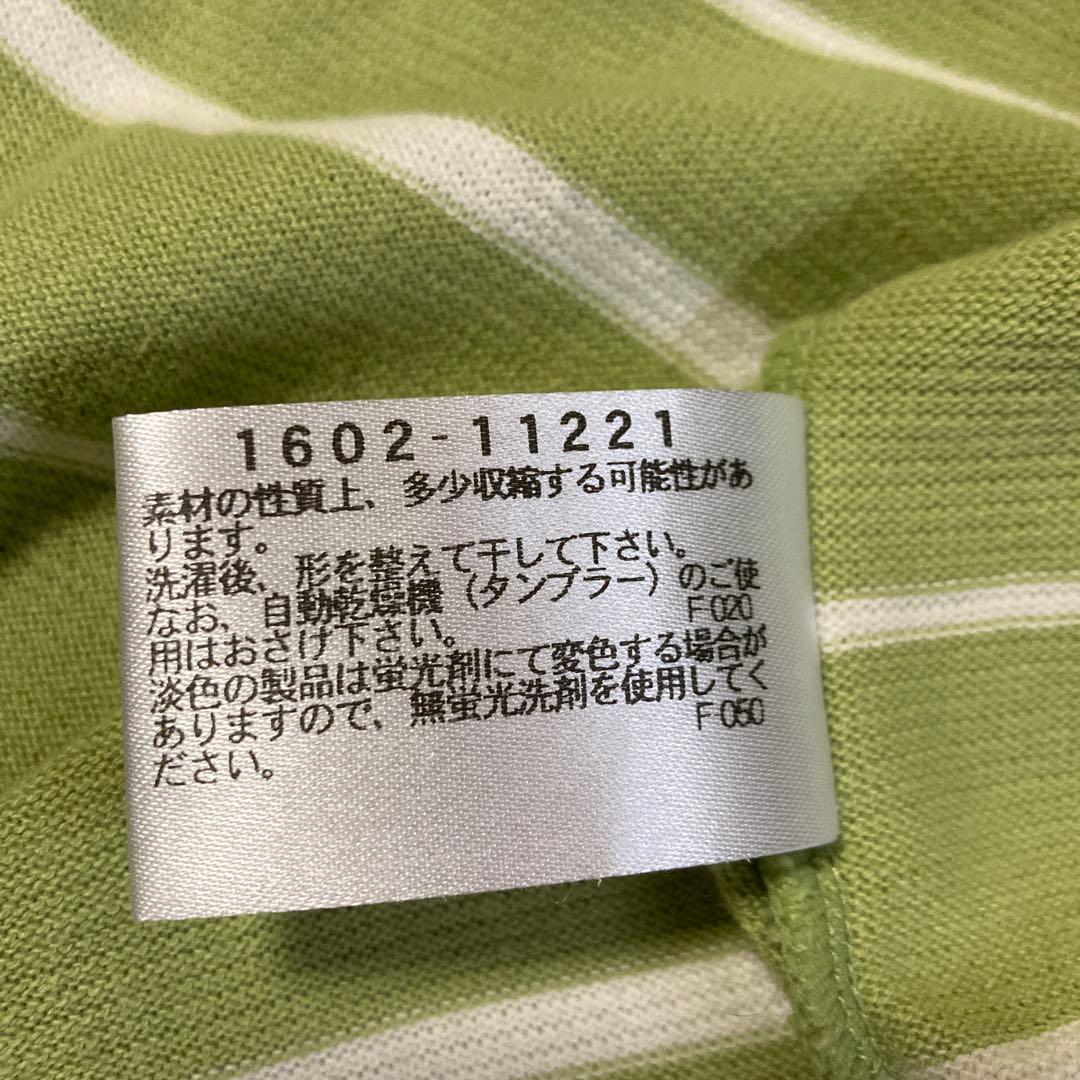 1602-11221
素材の性質上、多少収縮する可能性があ
ります。
洗濯後、形を整えて干して下さい。
なお、自動乾燥機（タンブラー）のご使
用はおさけ下さい。 F020
淡色の製品は蛍光剤にて変色する場合が
ありますので、無蛍光洗剤を使用してく
ださい。 F050